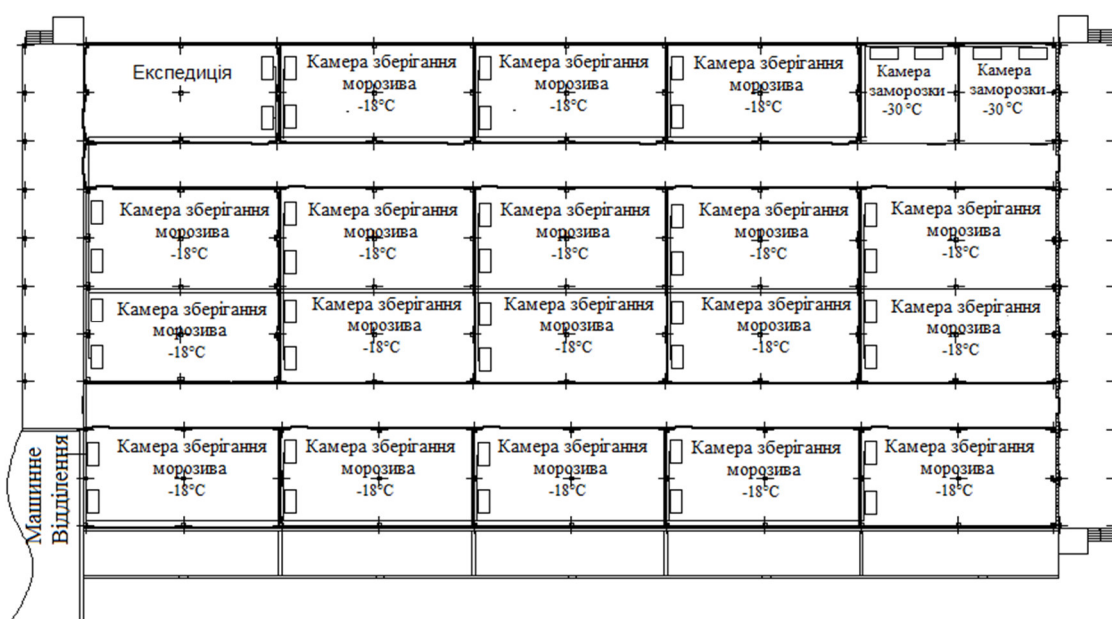 Експедиція
Камера зберігання
морозива
-18°C
Камера зберігання
морозива
-18°C
Камера зберігання
морозива
-18°C
Камера
заморозки
-30°C
Камера
заморозки
-30°C
Камера зберігання
морозива
-18°C
Камера зберігання
морозива
-18°C
Камера зберігання
морозива
-18°C
Камера зберігання
морозива
-18°C
Камера зберігання
морозива
-18°C
Камера зберігання
морозива
-18°C
Камера зберігання
морозива
-18°C
Камера зберігання
морозива
-18°C
Камера зберігання
морозива
-18°C
Камера зберігання
морозива
-18°C
Машинне
Відділення
Камера зберігання
морозива
-18°C
Камера зберігання
морозива
-18°C
Камера зберігання
морозива
-18°C
Камера зберігання
морозива
-18°C
Камера зберігання
морозива
-18°C